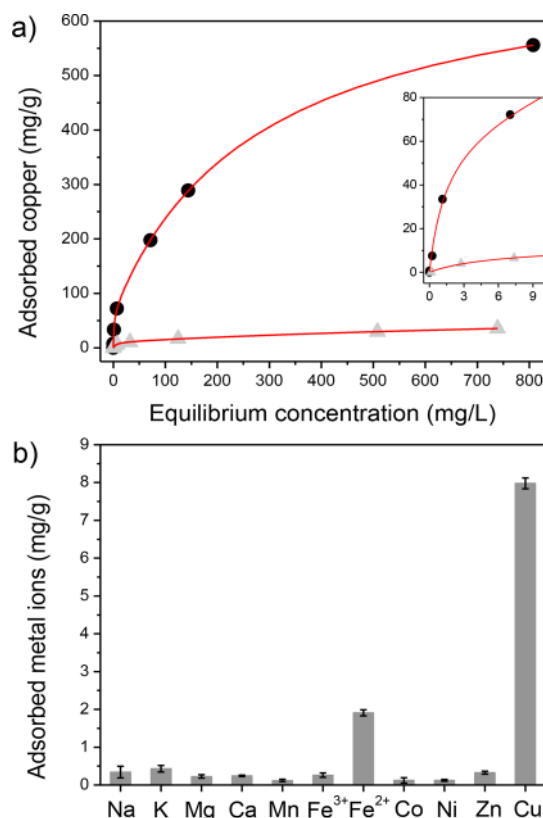 a)
600
500
400
300
200
100
0
Adsorbed copper (mg/g)
80
60
40
20
0
0 3 6 9
0 100 200 300 400 500 600 700 800
Equilibrium concentration (mg/L)
b)
9
8
7
6
5
4
3
2
1
0
Adsorbed metal ions (mg/g)
Na K Mg Ca Mn Fe³⁺ Fe²⁺ Co Ni Zn Cu